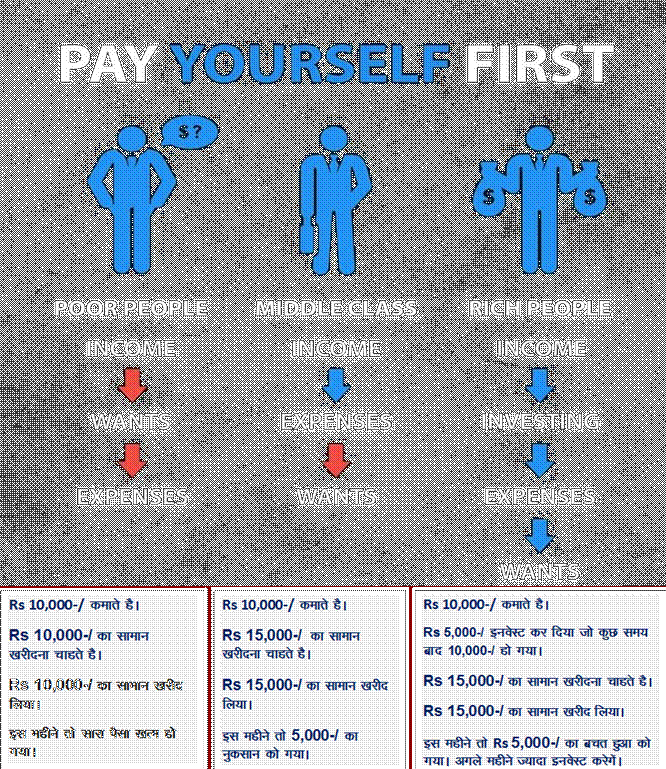 PAY YOURSELF FIRST
$ ?
$ $
POOR PEOPLE
INCOME
WANTS
EXPENSES
MIDDLE CLASS
INCOME
EXPENSES
WANTS
RICH PEOPLE
INCOME
INVESTING
EXPENSES
WANTS
Rs 10,000-/ कमाते है।
Rs 10,000-/ का सामान
खरीदना चाहते है।
Rs 10,000-/ का सामान खरीद
लिया।
इस महीने तो सारा पैसा खत्म हो
गया।
Rs 10,000-/ कमाते है।
Rs 15,000-/ का सामान
खरीदना चाहते है।
Rs 15,000-/ का सामान खरीद
लिया।
इस महीने तो 5,000-/ का
नुकसान को गया।
Rs 10,000-/ कमाते है।
Rs 5,000-/ इनवेस्ट कर दिया जो कुछ समय
बाद 10,000-/ हो गया।
Rs 15,000-/ का सामान खरीदना चाहते है।
Rs 15,000-/ का सामान खरीद लिया।
इस महीने तो Rs 5,000-/ का बचत हुआ को
गया। अगले महीने ज्यादा इनवेस्ट करेगें।